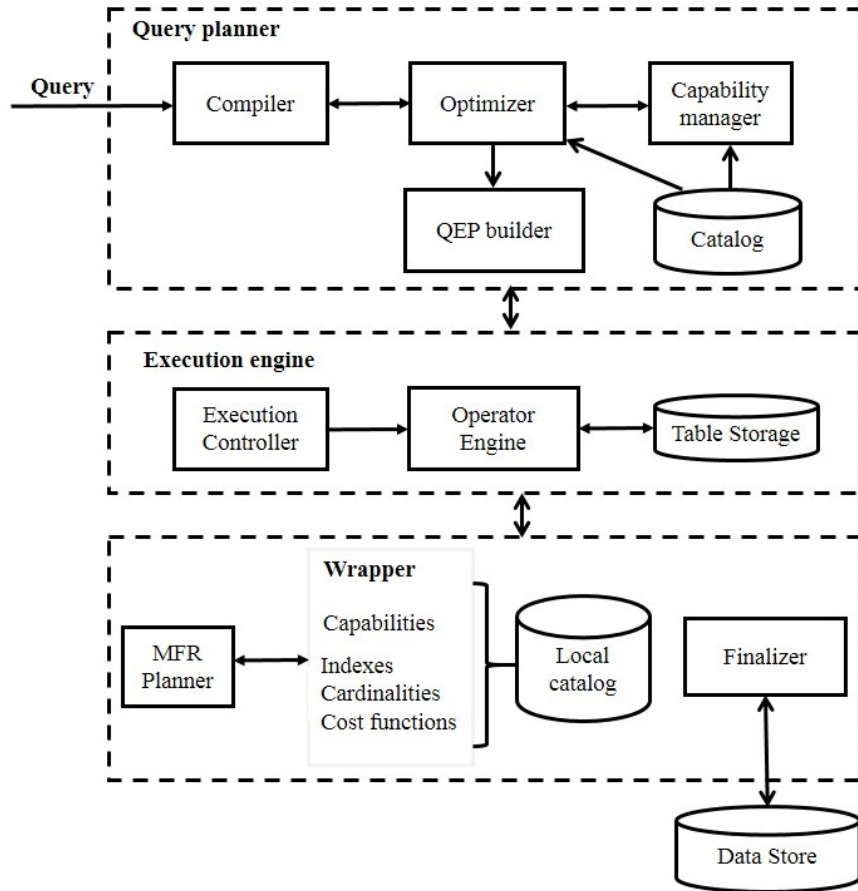 Query planner
Query
Compiler
Optimizer
Capability
manager
QEP builder
Catalog
Execution engine
Execution
Controller
Operator
Engine
Table Storage
Wrapper
Capabilities
MFR
Planner
Indexes
Cardinalities
Cost functions
Local
catalog
Finalizer
Data Store